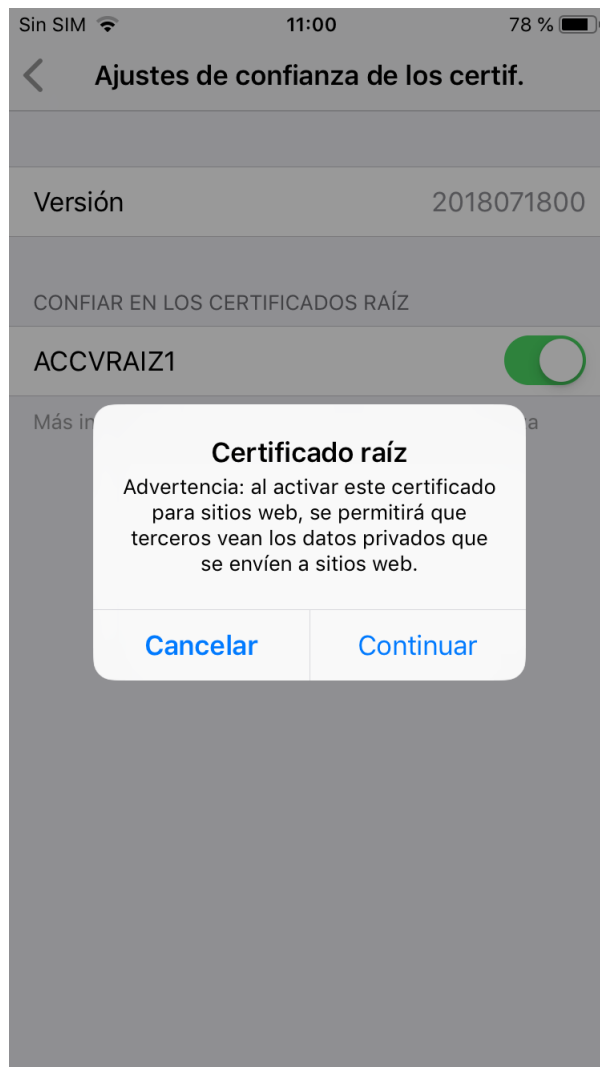 Sin SIM 11:00 78 %
Ajustes de confianza de los certif.
Versión 2018071800
CONFIAR EN LOS CERTIFICADOS RAÍZ
ACCVRAIZ1
Más
Certificado raíz
Advertencia: al activar este certificado
para sitios web, se permitirá que
terceros vean los datos privados que
se envíen a sitios web.
Cancelar Continuar